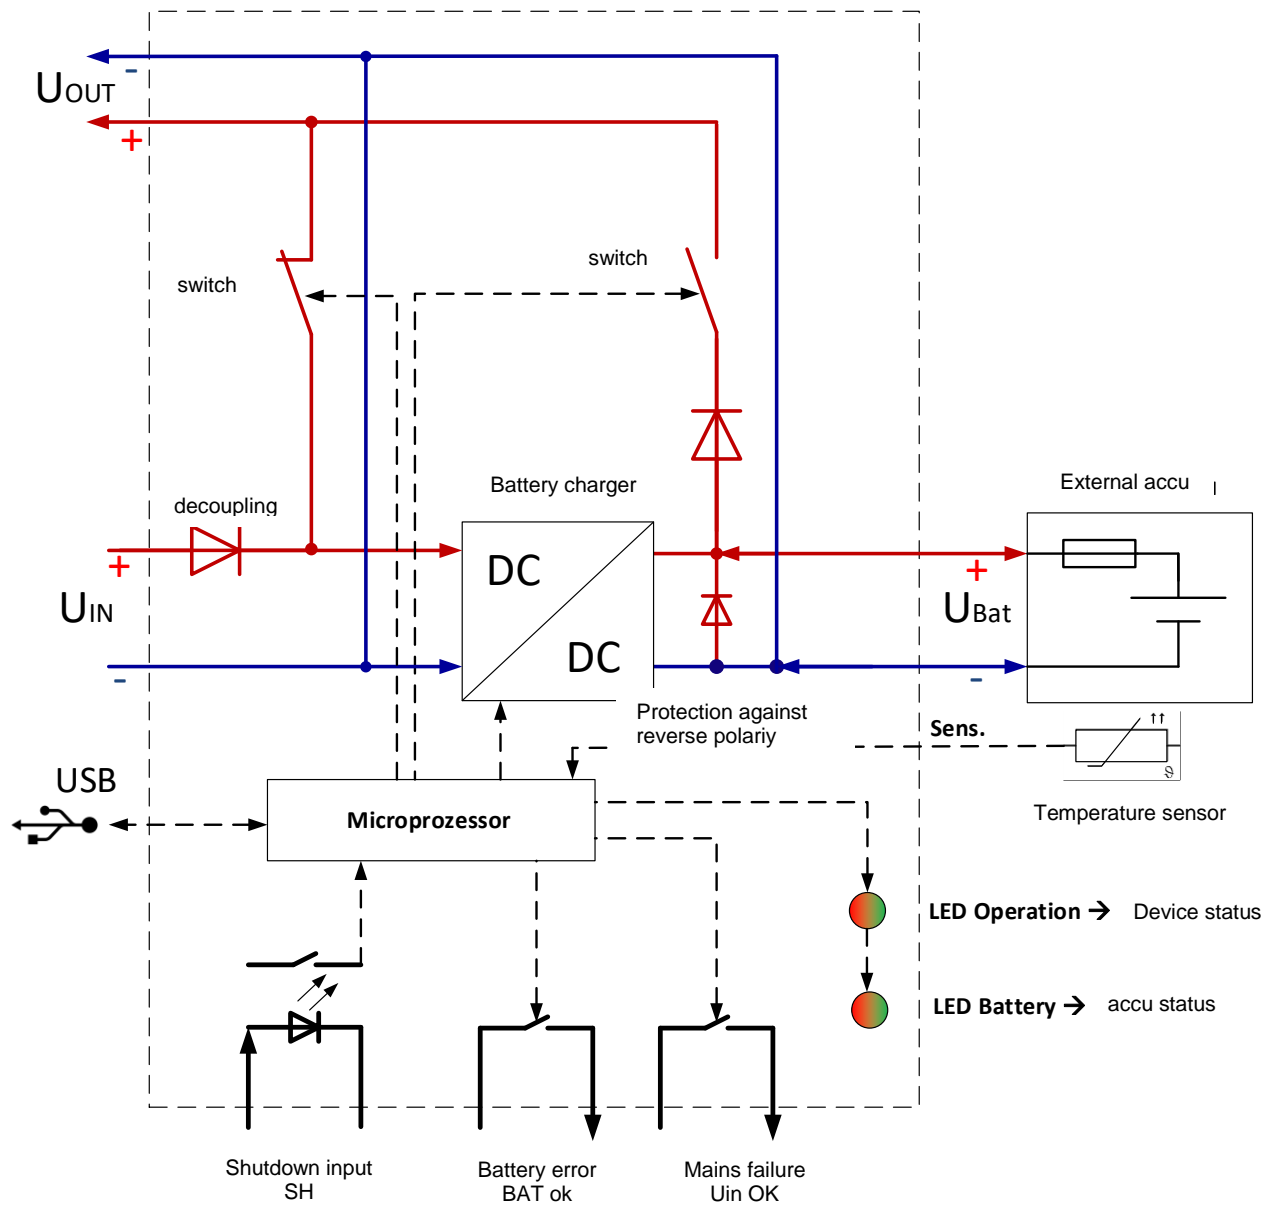 -
UOUT
+
switch
switch
Battery charger
External accu
decoupling
DC
DC
+
UIN
-
+
UBat
-
Protection against
reverse polariy
Sens.
↑↑
ϑ
USB
Microprozessor
Temperature sensor
LED Operation → Device status
LED Battery → accu status
Shutdown input
SH
Battery error
BAT ok
Mains failure
Uin OK